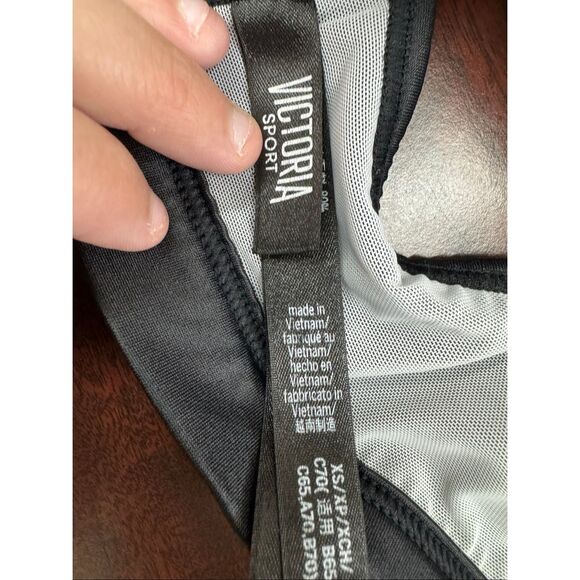 VICTORIA
SPORT
made in
Vietnam/
fabriqué au
Vietnam/
hecho en
Vietnam/
fabbricato in
Vietnam/
越南制造
XS/XP/XCH/
C70( 适用 B65
C65,A70,B70)